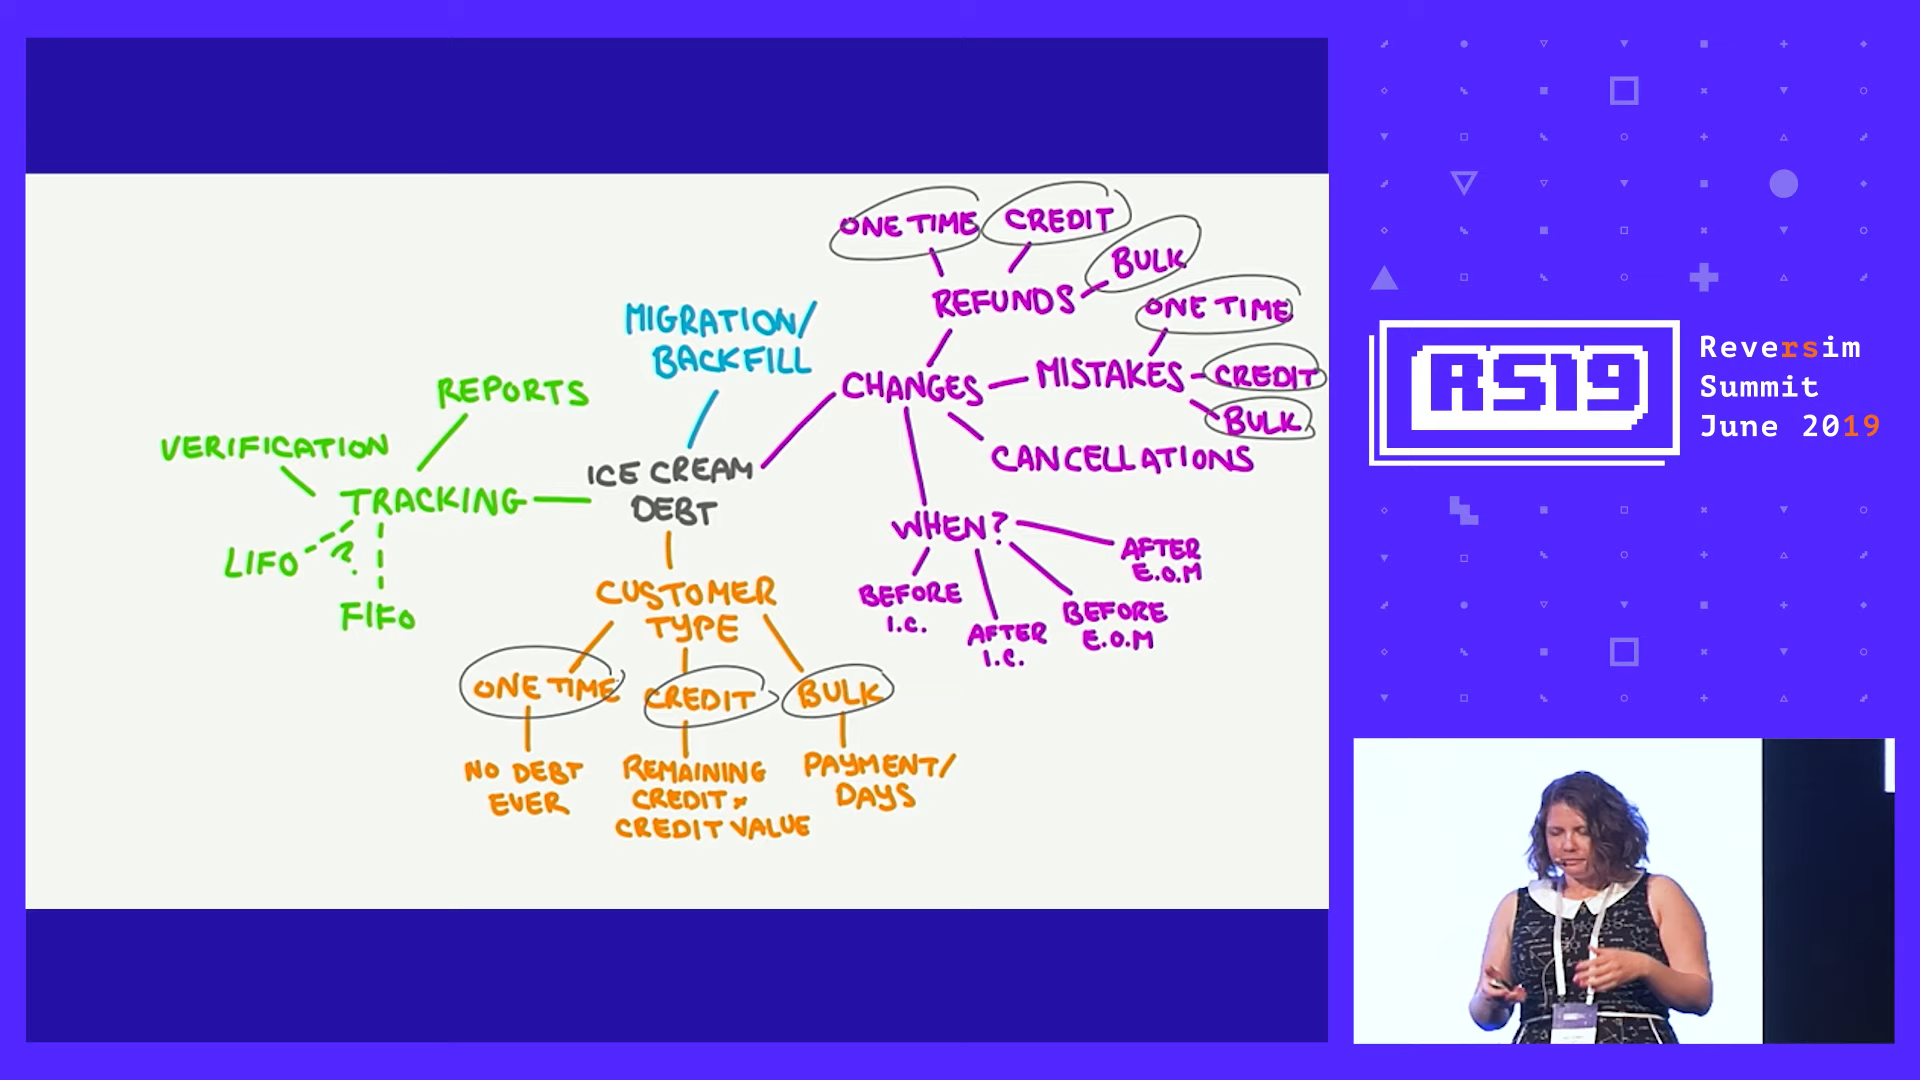 ONE TIME
CREDIT
BULK
REFUNDS
ONE TIME
MIGRATION/
BACKFILL
CHANGES
MISTAKES
CREDIT
BULK
REPORTS
VERIFICATION
CANCELLATIONS
ICE CREAM
DEBT
TRACKING
WHEN?
LIFO
?
FIFO
AFTER
E.O.M
BEFORE
I.C.
AFTER
I.C.
BEFORE
E.O.M
CUSTOMER
TYPE
ONE TIME
CREDIT
BULK
NO DEBT
EVER
REMAINING
CREDIT x
CREDIT VALUE
PAYMENT/
DAYS
RS19
Reversim
Summit
June 2019